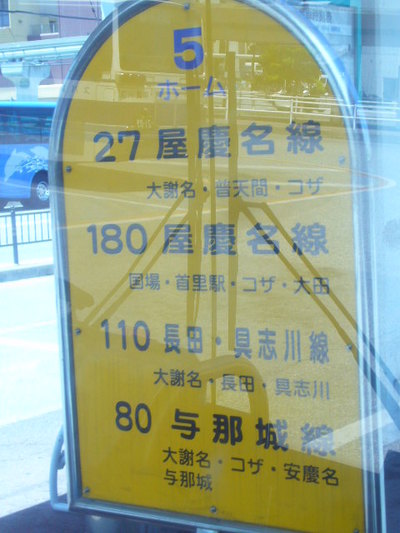 5
ホーム
27 屋慶名線
大謝名・普天間・コザ
180 屋慶名線
国場・首里駅・コザ・大田
110 長田・具志川線
大謝名・長田・具志川
80 与那城線
大謝名・コザ・安慶名
与那城